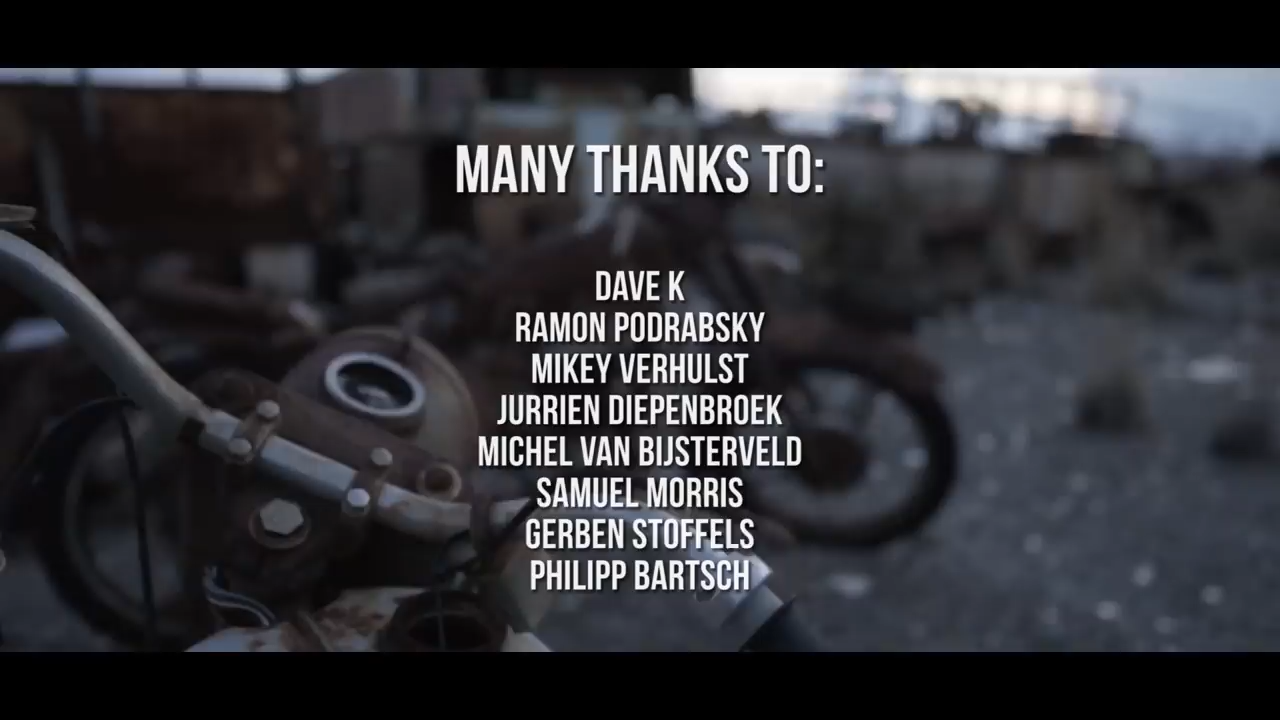 MANY THANKS TO:
DAVE K
RAMON PODRABSKY
MIKEY VERHULST
JURRIEN DIEPENBROEK
MICHEL VAN BIJSTERVELD
SAMUEL MORRIS
GERBEN STOFFELS
PHILIPP BARTSCH